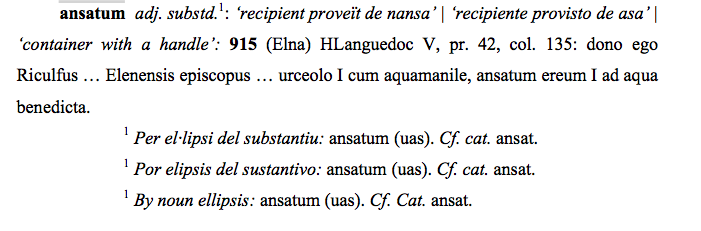 ansatum adj. substd.¹: ‘recipient proveït de nansa’ | ‘recipiente provisto de asa’ |
‘container with a handle’: 915 (Elna) HLanguedoc V, pr. 42, col. 135: dono ego
Riculfus … Elenensis episcopus … urceolo I cum aquamanile, ansatum ereum I ad aqua
benedicta.
¹ Per el·lipsi del substantiu: ansatum (uas). Cf. cat. ansat.
¹ Por elipsis del sustantivo: ansatum (uas). Cf. cat. ansat.
¹ By noun ellipsis: ansatum (uas). Cf. Cat. ansat.